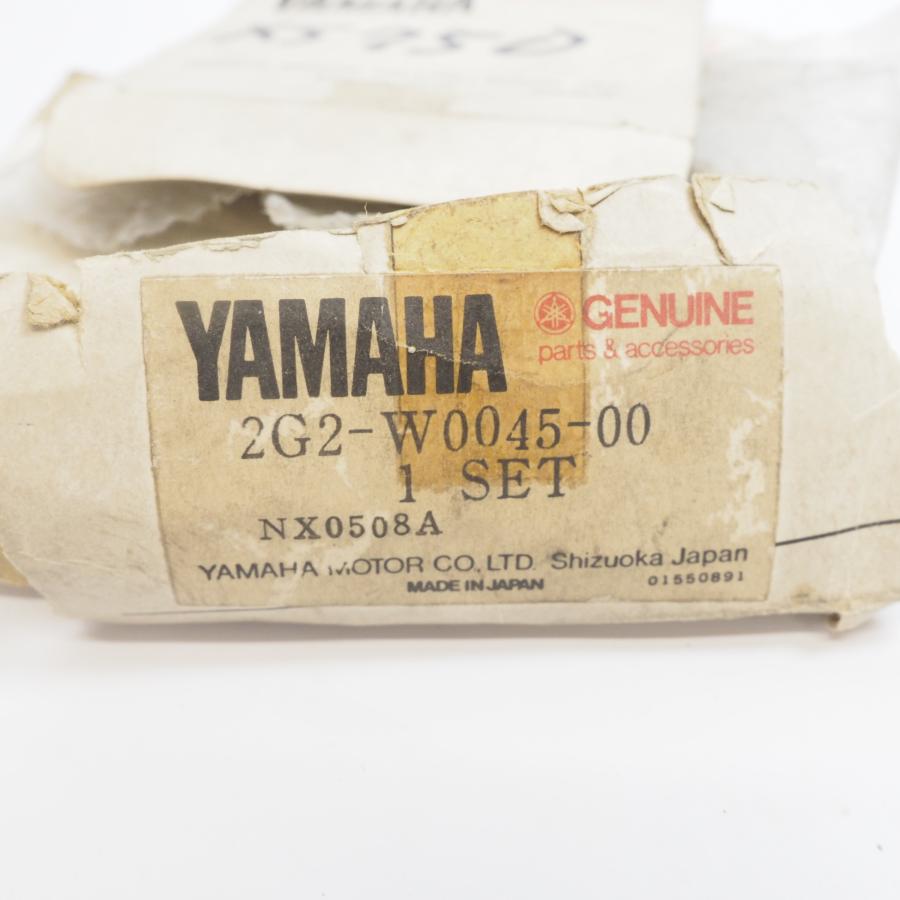 YAMAHA
YAMAHA
GENUINE
parts & accessories
2G2-W0045-00
1 SET
NX0508A
YAMAHA MOTOR CO., LTD. Shizuoka Japan
MADE IN JAPAN
01550891